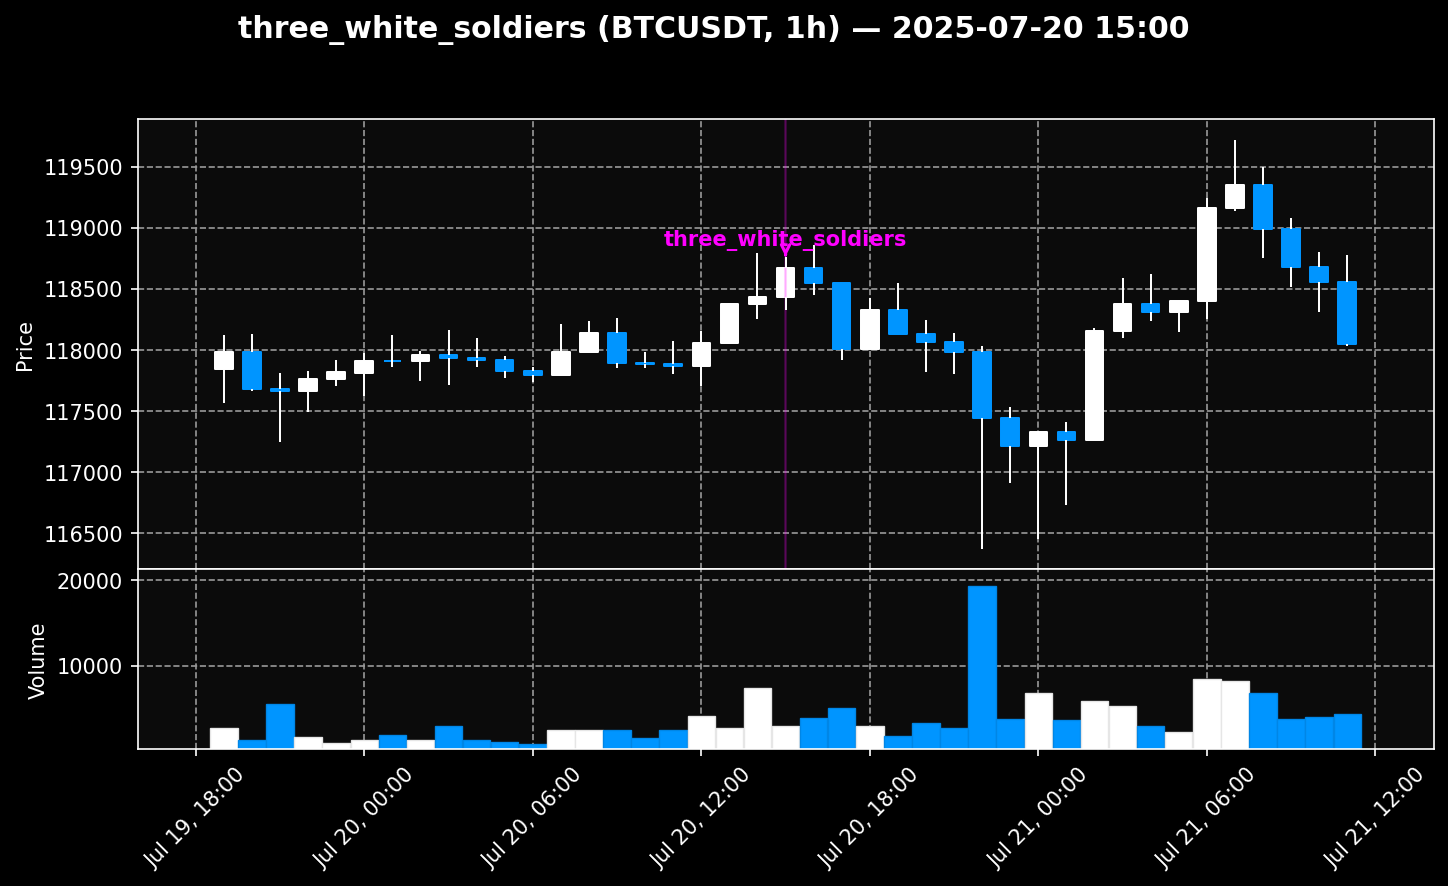 three_white_soldiers (BTCUSDT, 1h) — 2025-07-20 15:00
119500
119000
three_white_soldiers
118500
118000
117500
117000
116500
Price
20000
10000
Volume
Jul 19, 18:00
Jul 20, 00:00
Jul 20, 06:00
Jul 20, 12:00
Jul 20, 18:00
Jul 21, 00:00
Jul 21, 06:00
Jul 21, 12:00